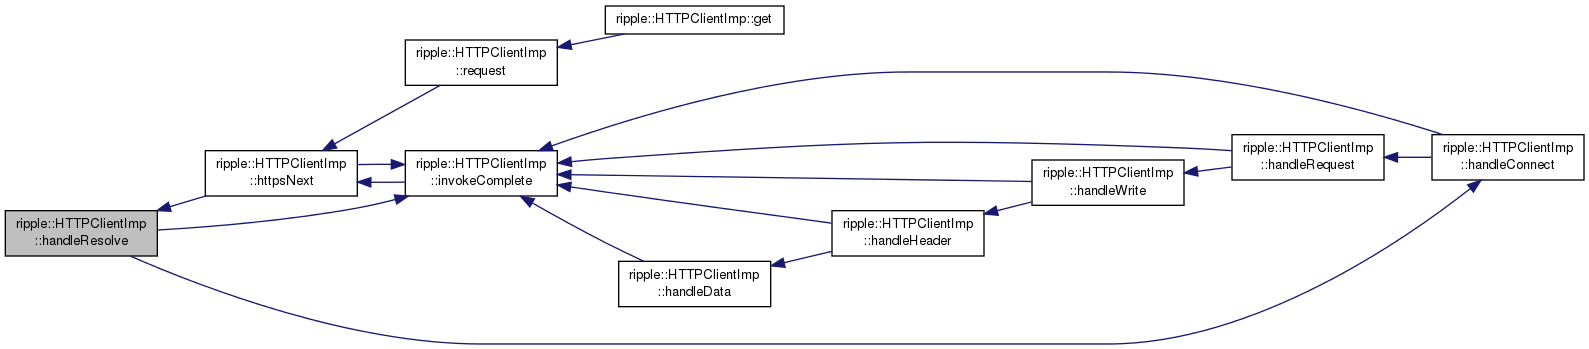 ripple::HTTPClientImp::get
ripple::HTTPClientImp
::request
ripple::HTTPClientImp
::httpsNext
ripple::HTTPClientImp
::invokeComplete
ripple::HTTPClientImp
::handleRequest
ripple::HTTPClientImp
::handleConnect
ripple::HTTPClientImp
::handleWrite
ripple::HTTPClientImp
::handleResolve
ripple::HTTPClientImp
::handleHeader
ripple::HTTPClientImp
::handleData